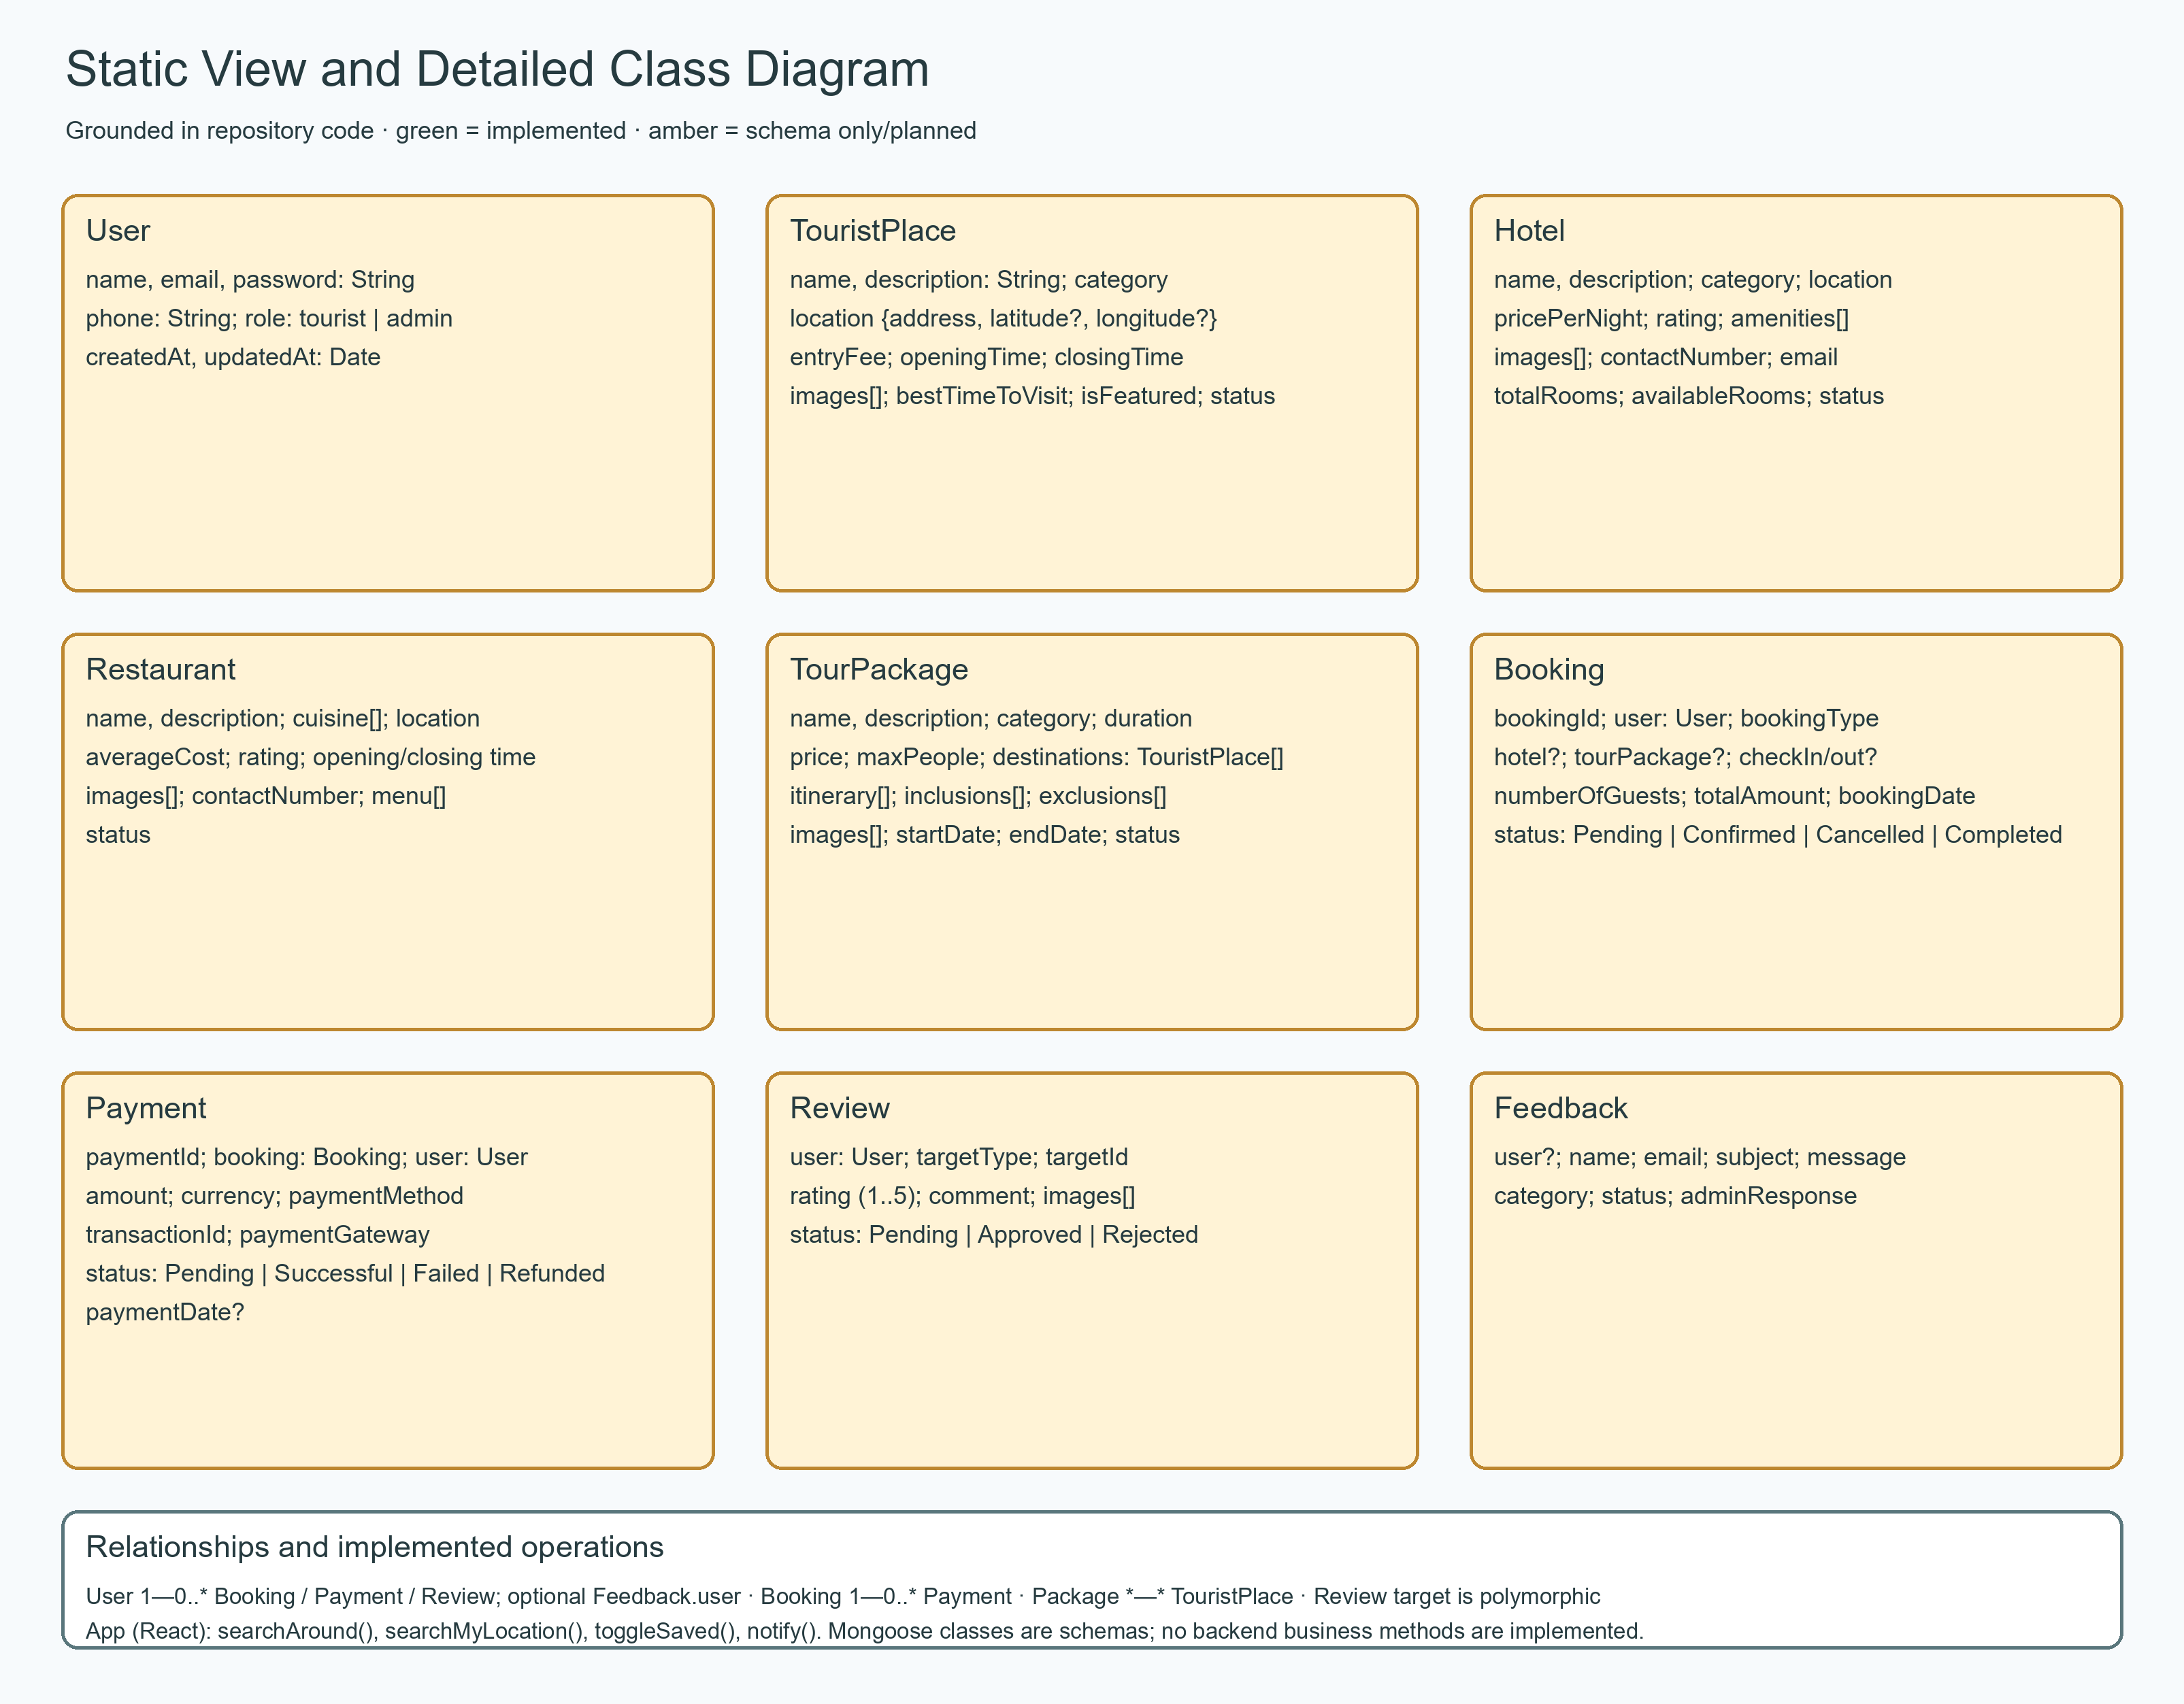 Static View and Detailed Class Diagram
Grounded in repository code · green = implemented · amber = schema only/planned
User
name, email, password: String
phone: String; role: tourist | admin
createdAt, updatedAt: Date
TouristPlace
name, description: String; category
location {address, latitude?, longitude?}
entryFee; openingTime; closingTime
images[]; bestTimeToVisit; isFeatured; status
Hotel
name, description; category; location
pricePerNight; rating; amenities[]
images[]; contactNumber; email
totalRooms; availableRooms; status
Restaurant
name, description; cuisine[]; location
averageCost; rating; opening/closing time
images[]; contactNumber; menu[]
status
TourPackage
name, description; category; duration
price; maxPeople; destinations: TouristPlace[]
itinerary[]; inclusions[]; exclusions[]
images[]; startDate; endDate; status
Booking
bookingId; user: User; bookingType
hotel?; tourPackage?; checkIn/out?
numberOfGuests; totalAmount; bookingDate
status: Pending | Confirmed | Cancelled | Completed
Payment
paymentId; booking: Booking; user: User
amount; currency; paymentMethod
transactionId; paymentGateway
status: Pending | Successful | Failed | Refunded
paymentDate?
Review
user: User; targetType; targetId
rating (1..5); comment; images[]
status: Pending | Approved | Rejected
Feedback
user?; name; email; subject; message
category; status; adminResponse
Relationships and implemented operations
User 1—0..* Booking / Payment / Review; optional Feedback.user · Booking 1—0..* Payment · Package *—* TouristPlace · Review target is polymorphic
App (React): searchAround(), searchMyLocation(), toggleSaved(), notify(). Mongoose classes are schemas; no backend business methods are implemented.